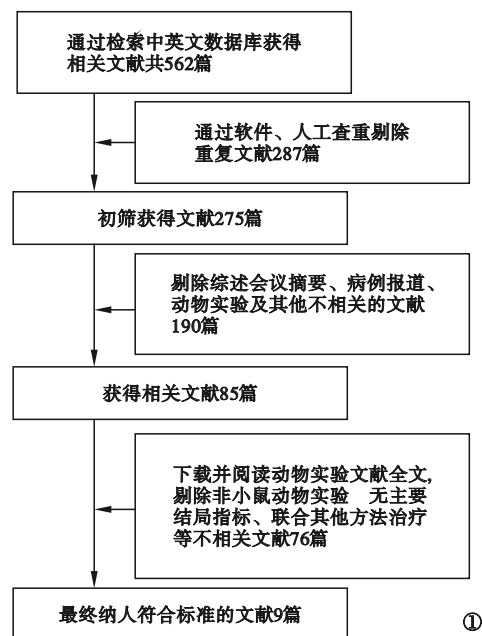 通过检索中英文数据库获得
相关文献共562篇
通过软件、人工查重剔除
重复文献287篇
初筛获得文献275篇
剔除综述会议摘要、病例报道、
动物实验及其他不相关的文献
190篇
获得相关文献85篇
下载并阅读动物实验文献全文,
剔除非小鼠动物实验 无主要
结局指标、联合其他方法治疗
等不相关文献76篇
最终纳人符合标准的文献9篇
①